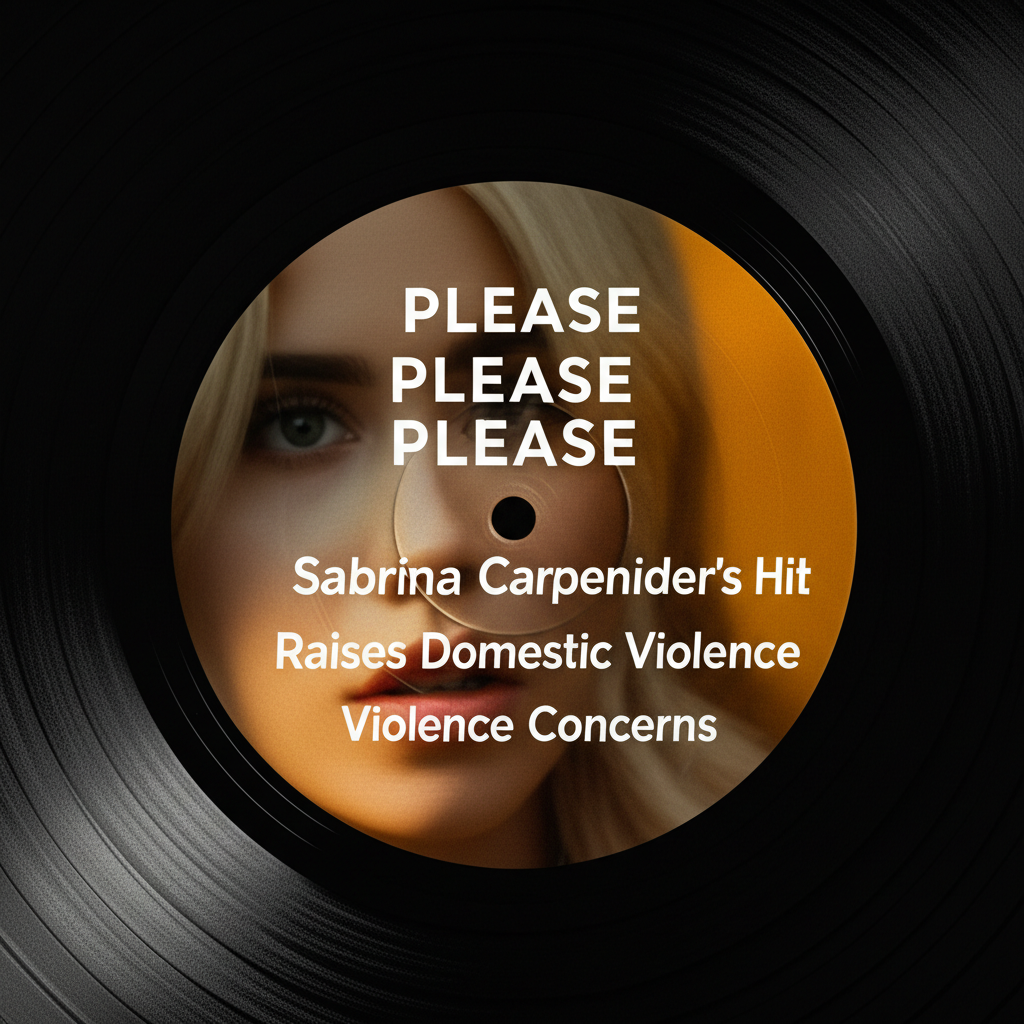 PLEASE
PLEASE
PLEASE
Sabrina Carpenider's Hit
Raises Domestic Violence
Violence Concerns